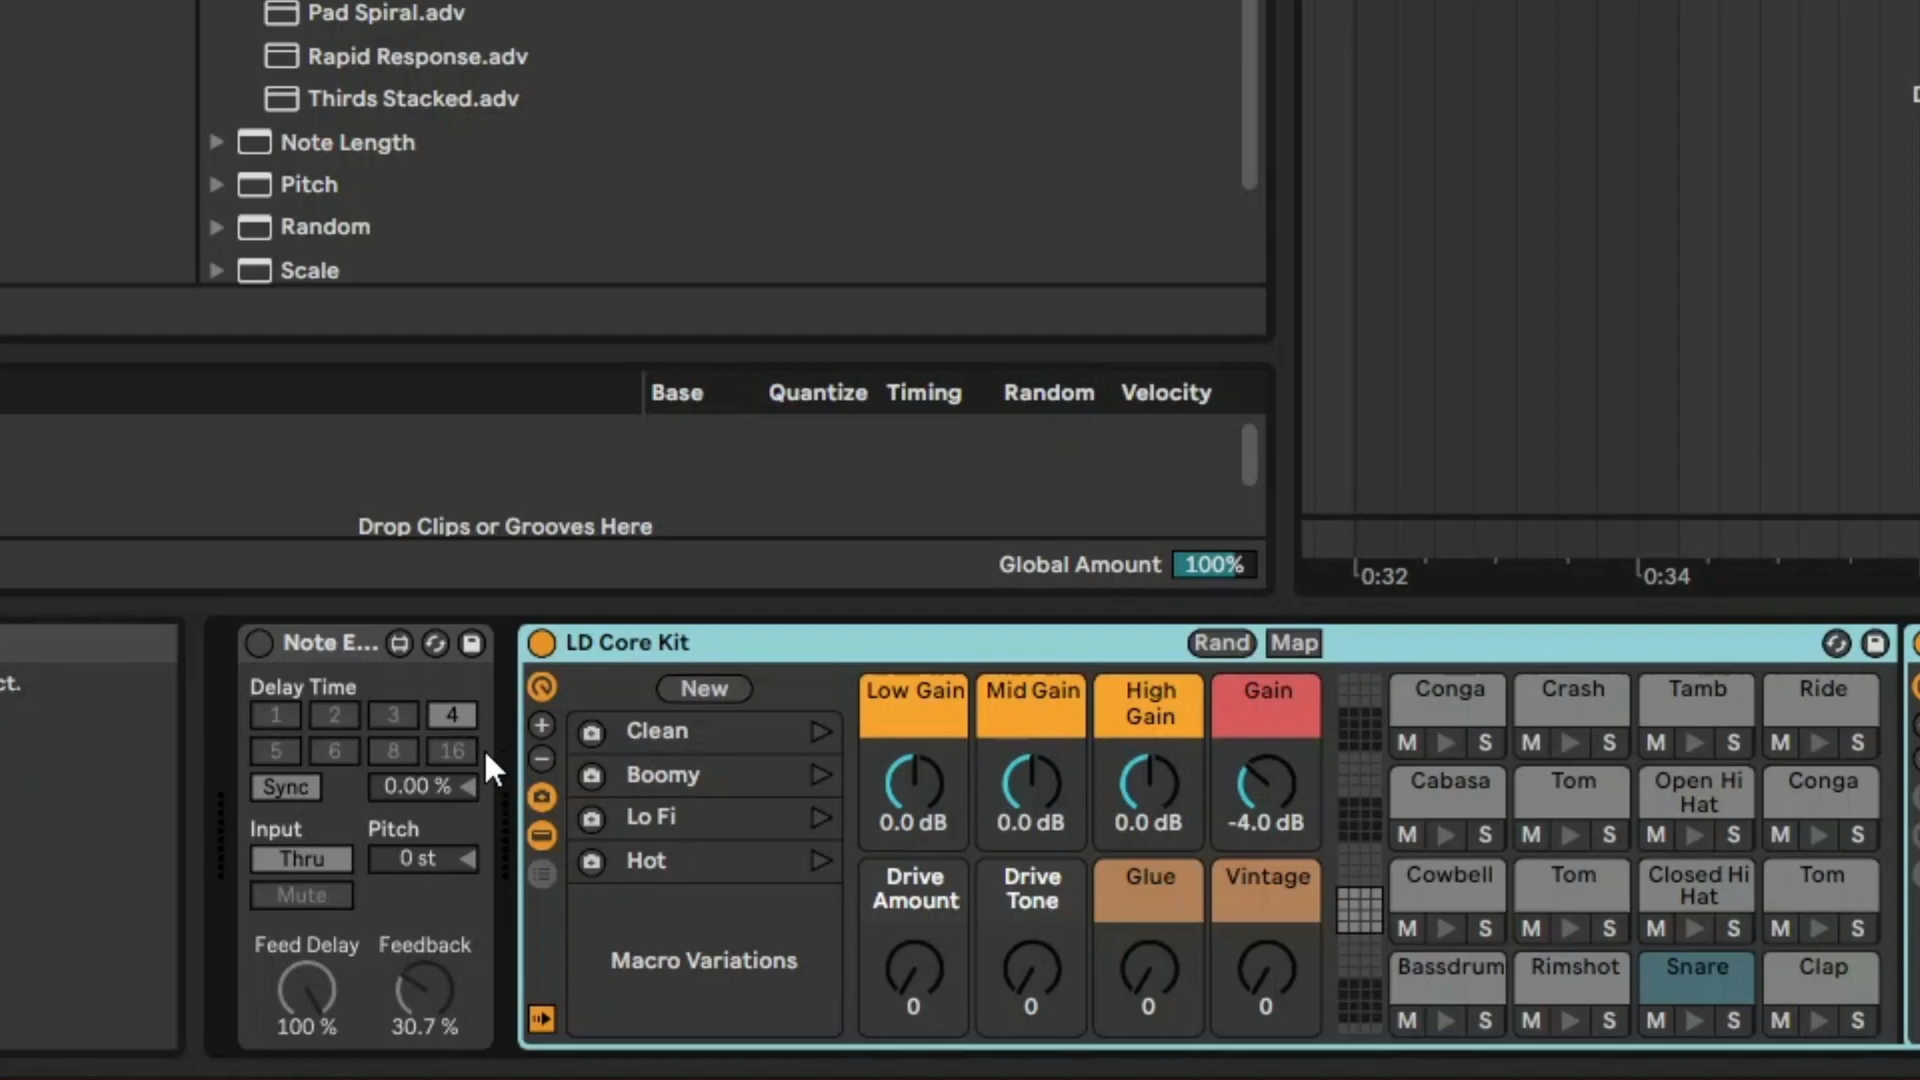 Pad Spiral.adv
Rapid Response.adv
Thirds Stacked.adv
Note Length
Pitch
Random
Scale
Base Quantize Timing Random Velocity
Drop Clips or Grooves Here
Global Amount 100%
0:32 0:34
ct.
Note E...
Delay Time
1 2 3 4
5 6 8 16
Sync 0.00 %
Input Pitch
Thru 0 st
Mute
Feed Delay Feedback
100 % 30.7 %
LD Core Kit Rand Map
New
Clean
Boomy
Lo Fi
Hot
Macro Variations
Low Gain Mid Gain High Gain Gain
0.0 dB 0.0 dB 0.0 dB -4.0 dB
Drive Amount Drive Tone Glue Vintage
0 0 0 0
Conga Crash Tamb Ride
M S M S M S M S
Cabasa Tom Open Hi Hat Conga
M S M S M S M S
Cowbell Tom Closed Hi Hat Tom
M S M S M S M S
Bassdrum Rimshot Snare Clap
M S M S M S M S